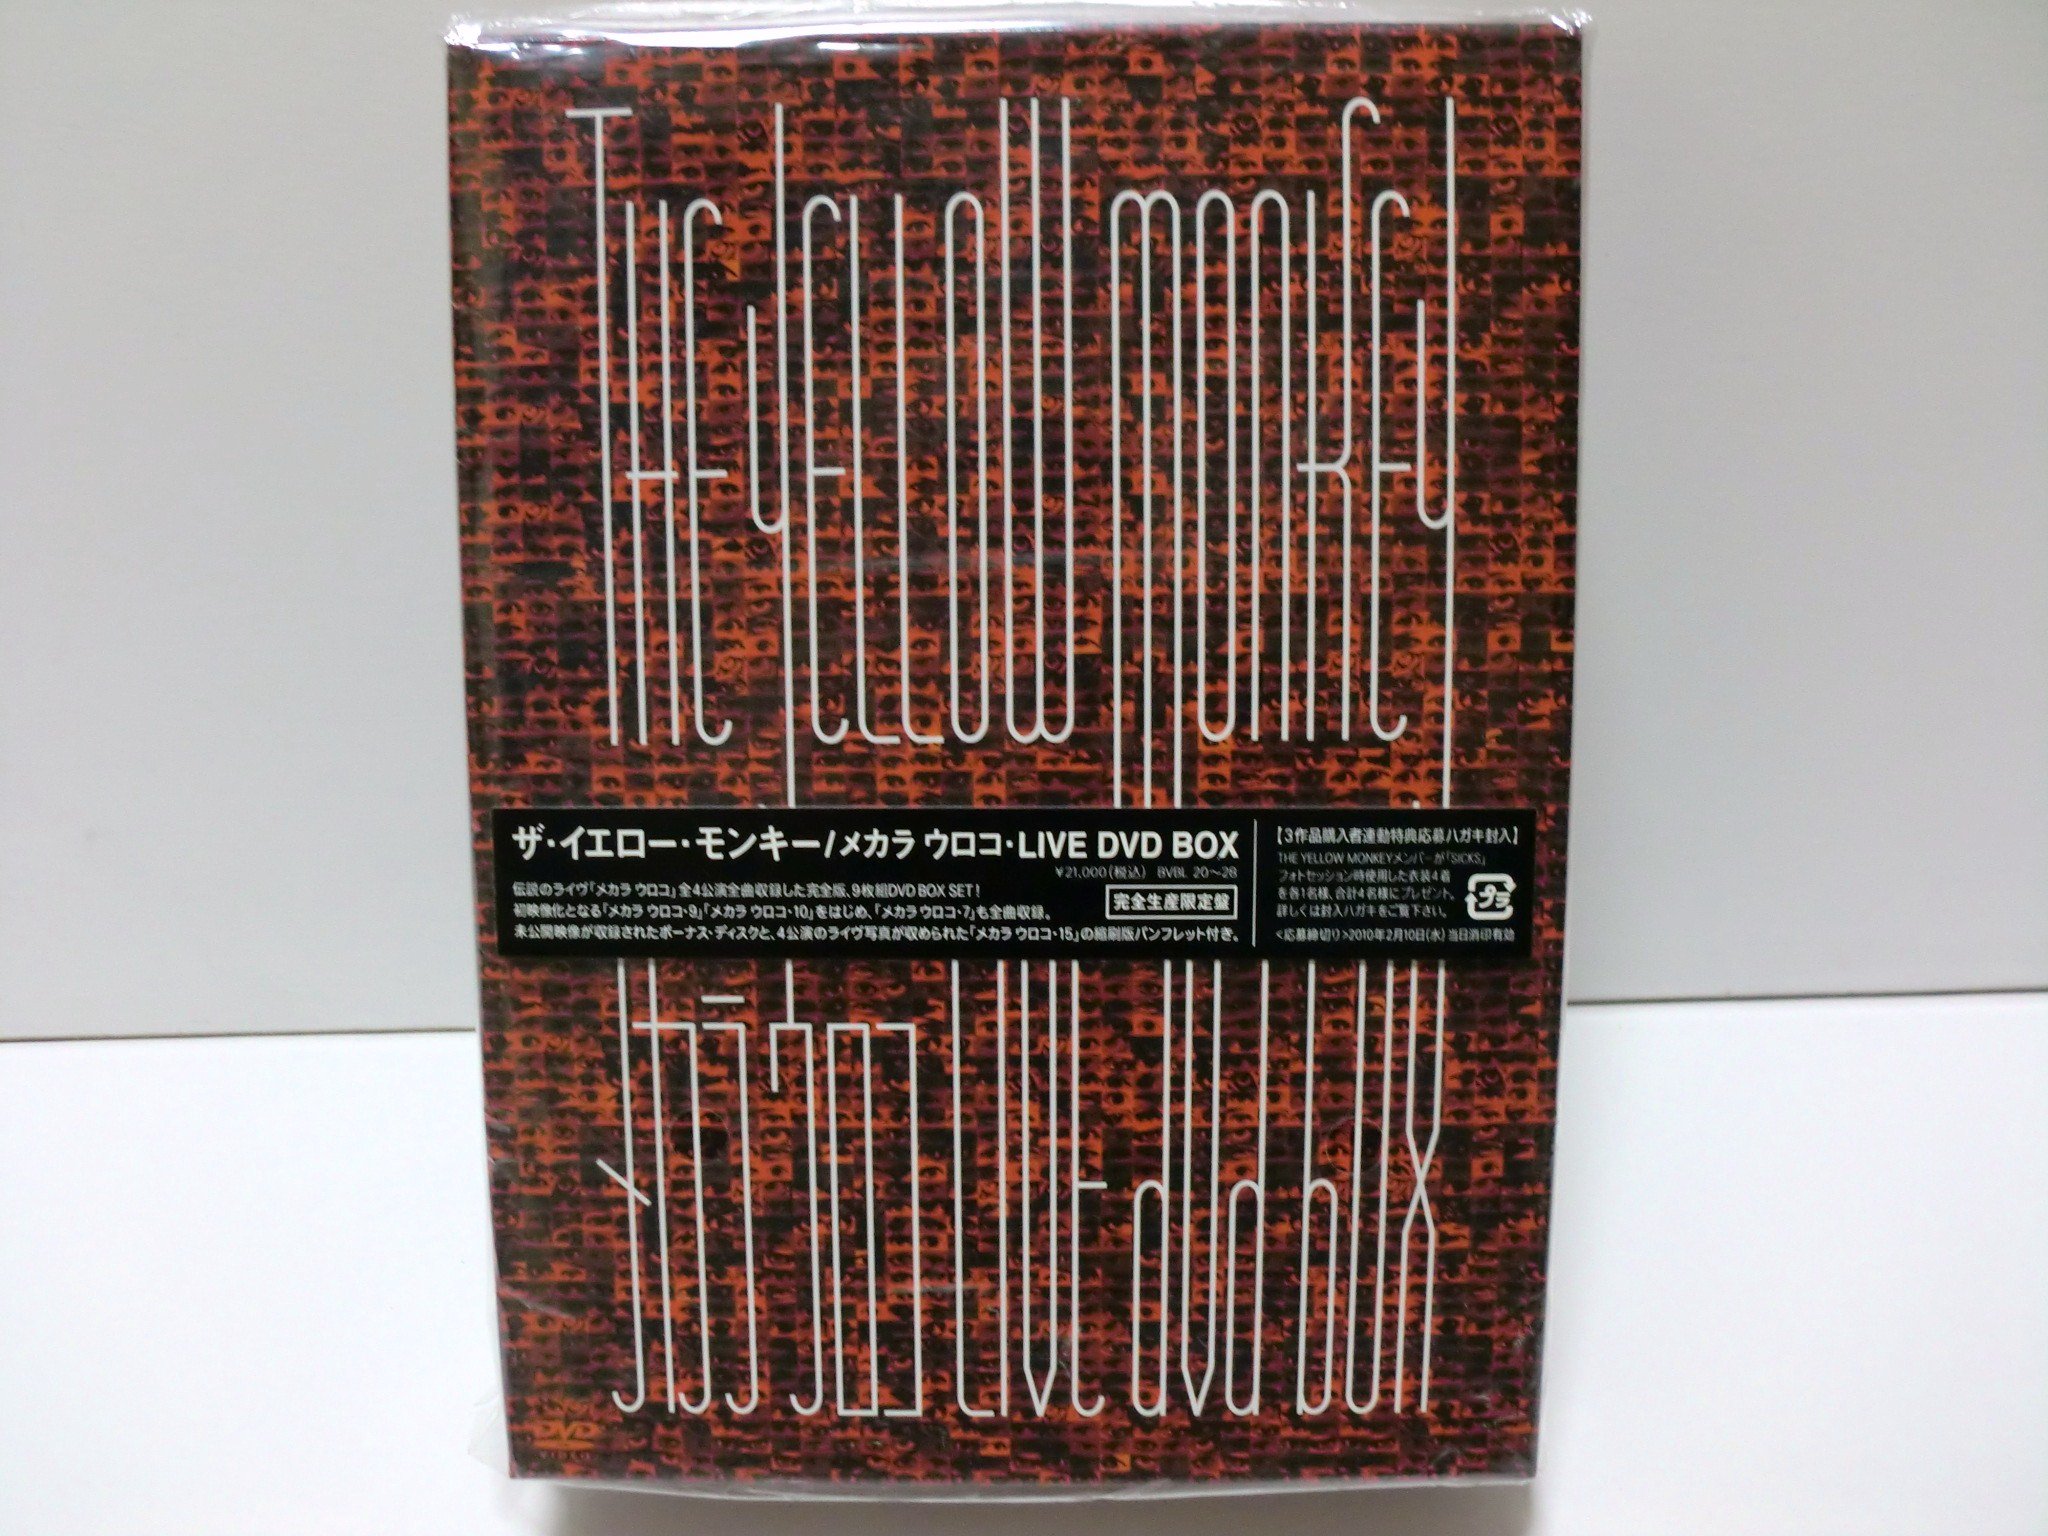 THE YELLOW MONKEY
ザ・イエロー・モンキー/メカラ ウロコ・LIVE DVD BOX
¥21,000(税込) BVBL 20〜28
伝説のライヴ「メカラ ウロコ」全4公演全曲収録した完全版、9枚組DVD BOX SET!
初映像化となる「メカラ ウロコ・9」「メカラ ウロコ・10」をはじめ、「メカラ ウロコ・7」も全曲収録。
完全生産限定盤
未公開映像が収録されたボーナス・ディスクと、4公演のライヴ写真が収められた「メカラ ウロコ・15」の縮刷版パンフレット付き。
【3作品購入者連動特典応募ハガキ封入】
THE YELLOW MONKEYメンバーが「SICKS」
フォトセッション時使用した衣装4着
を各1名様、合計4名様にプレゼント。
詳しくは封入ハガキをご覧下さい。
プラ
<応募締切り>2010年2月10日(水)当日消印有効
メカラ ウロコ LIVE dvd box
DVD